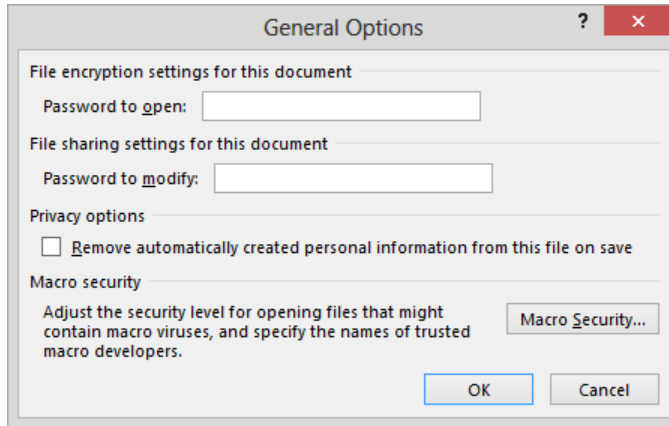 General Options
?
File encryption settings for this document
Password to open:
File sharing settings for this document
Password to modify:
Privacy options
Remove automatically created personal information from this file on save
Macro security
Adjust the security level for opening files that might
contain macro viruses, and specify the names of trusted
macro developers.
Macro Security...
OK
Cancel